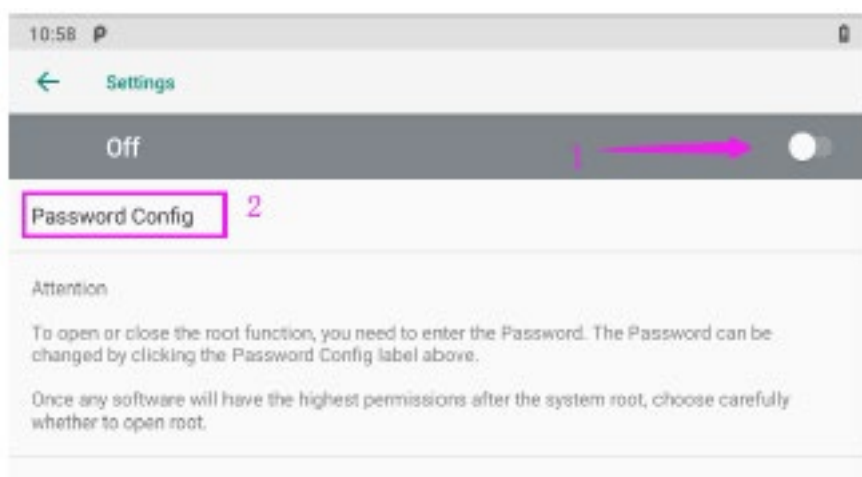 10:58 P
Settings
Off
1
Password Config
2
Attention
To open or close the root function, you need to enter the Password. The Password can be
changed by clicking the Password Config label above.
Once any software will have the highest permissions after the system root, choose carefully
whether to open root.